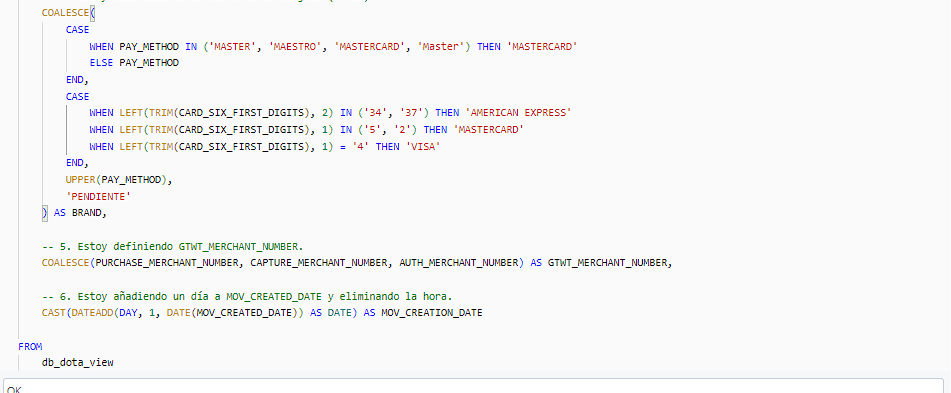 COALESCE(
CASE
WHEN PAY_METHOD IN ('MASTER', 'MAESTRO', 'MASTERCARD', 'Master') THEN 'MASTERCARD'
ELSE PAY_METHOD
END,
CASE
WHEN LEFT(TRIM(CARD_SIX_FIRST_DIGITS), 2) IN ('34', '37') THEN 'AMERICAN EXPRESS'
WHEN LEFT(TRIM(CARD_SIX_FIRST_DIGITS), 1) IN ('5', '2') THEN 'MASTERCARD'
WHEN LEFT(TRIM(CARD_SIX_FIRST_DIGITS), 1) = '4' THEN 'VISA'
END,
UPPER(PAY_METHOD),
'PENDIENTE'
) AS BRAND,
-- 5. Estoy definiendo GTWT_MERCHANT_NUMBER.
COALESCE(PURCHASE_MERCHANT_NUMBER, CAPTURE_MERCHANT_NUMBER, AUTH_MERCHANT_NUMBER) AS GTWT_MERCHANT_NUMBER,
-- 6. Estoy añadiendo un día a MOV_CREATED_DATE y eliminando la hora.
CAST(DATEADD(DAY, 1, DATE(MOV_CREATED_DATE)) AS DATE) AS MOV_CREATION_DATE
FROM
db_dota_view
OK